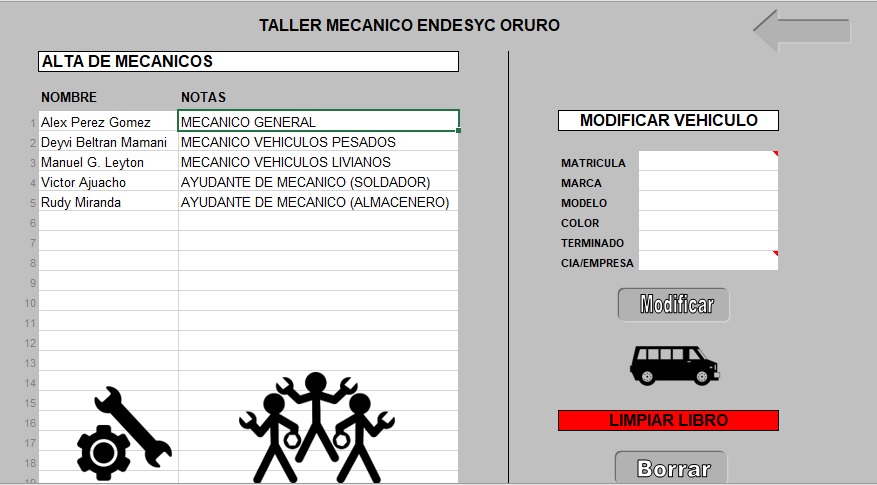 TALLER MECANICO ENDESYC ORURO
ALTA DE MECANICOS
NOMBRE NOTAS
1 Alex Perez Gomez MECANICO GENERAL
2 Deyvi Beltran Mamani MECANICO VEHICULOS PESADOS
3 Manuel G. Leyton MECANICO VEHICULOS LIVIANOS
4 Victor Ajuacho AYUDANTE DE MECANICO (SOLDADOR)
5 Rudy Miranda AYUDANTE DE MECANICO (ALMACENERO)
6
7
8
9
10
11
12
13
14
15
16
17
18
19
MODIFICAR VEHICULO
MATRICULA
MARCA
MODELO
COLOR
TERMINADO
CIA/EMPRESA
Modificar
LIMPIAR LIBRO
Borrar